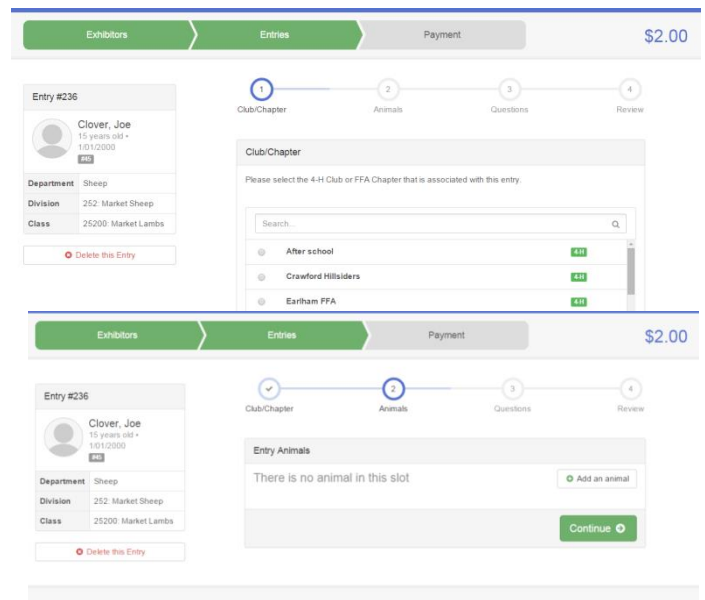 Exhibitors
Entries
Payment
$2.00
Entry #236
Clover, Joe
15 years old •
1/01/2000
#45
Department Sheep
Division 252: Market Sheep
Class 25200: Market Lambs
Delete this Entry
1
2
3
4
Club/Chapter
Animals
Questions
Review
Club/Chapter
Please select the 4-H Club or FFA Chapter that is associated with this entry.
Search...
After school 4-H
Crawford Hillsiders 4-H
Earlham FFA 4-H
Exhibitors
Entries
Payment
$2.00
Entry #236
Clover, Joe
15 years old •
1/01/2000
#45
Department Sheep
Division 252: Market Sheep
Class 25200: Market Lambs
Delete this Entry
2
3
4
Club/Chapter
Animals
Questions
Review
Entry Animals
There is no animal in this slot
Add an animal
Continue